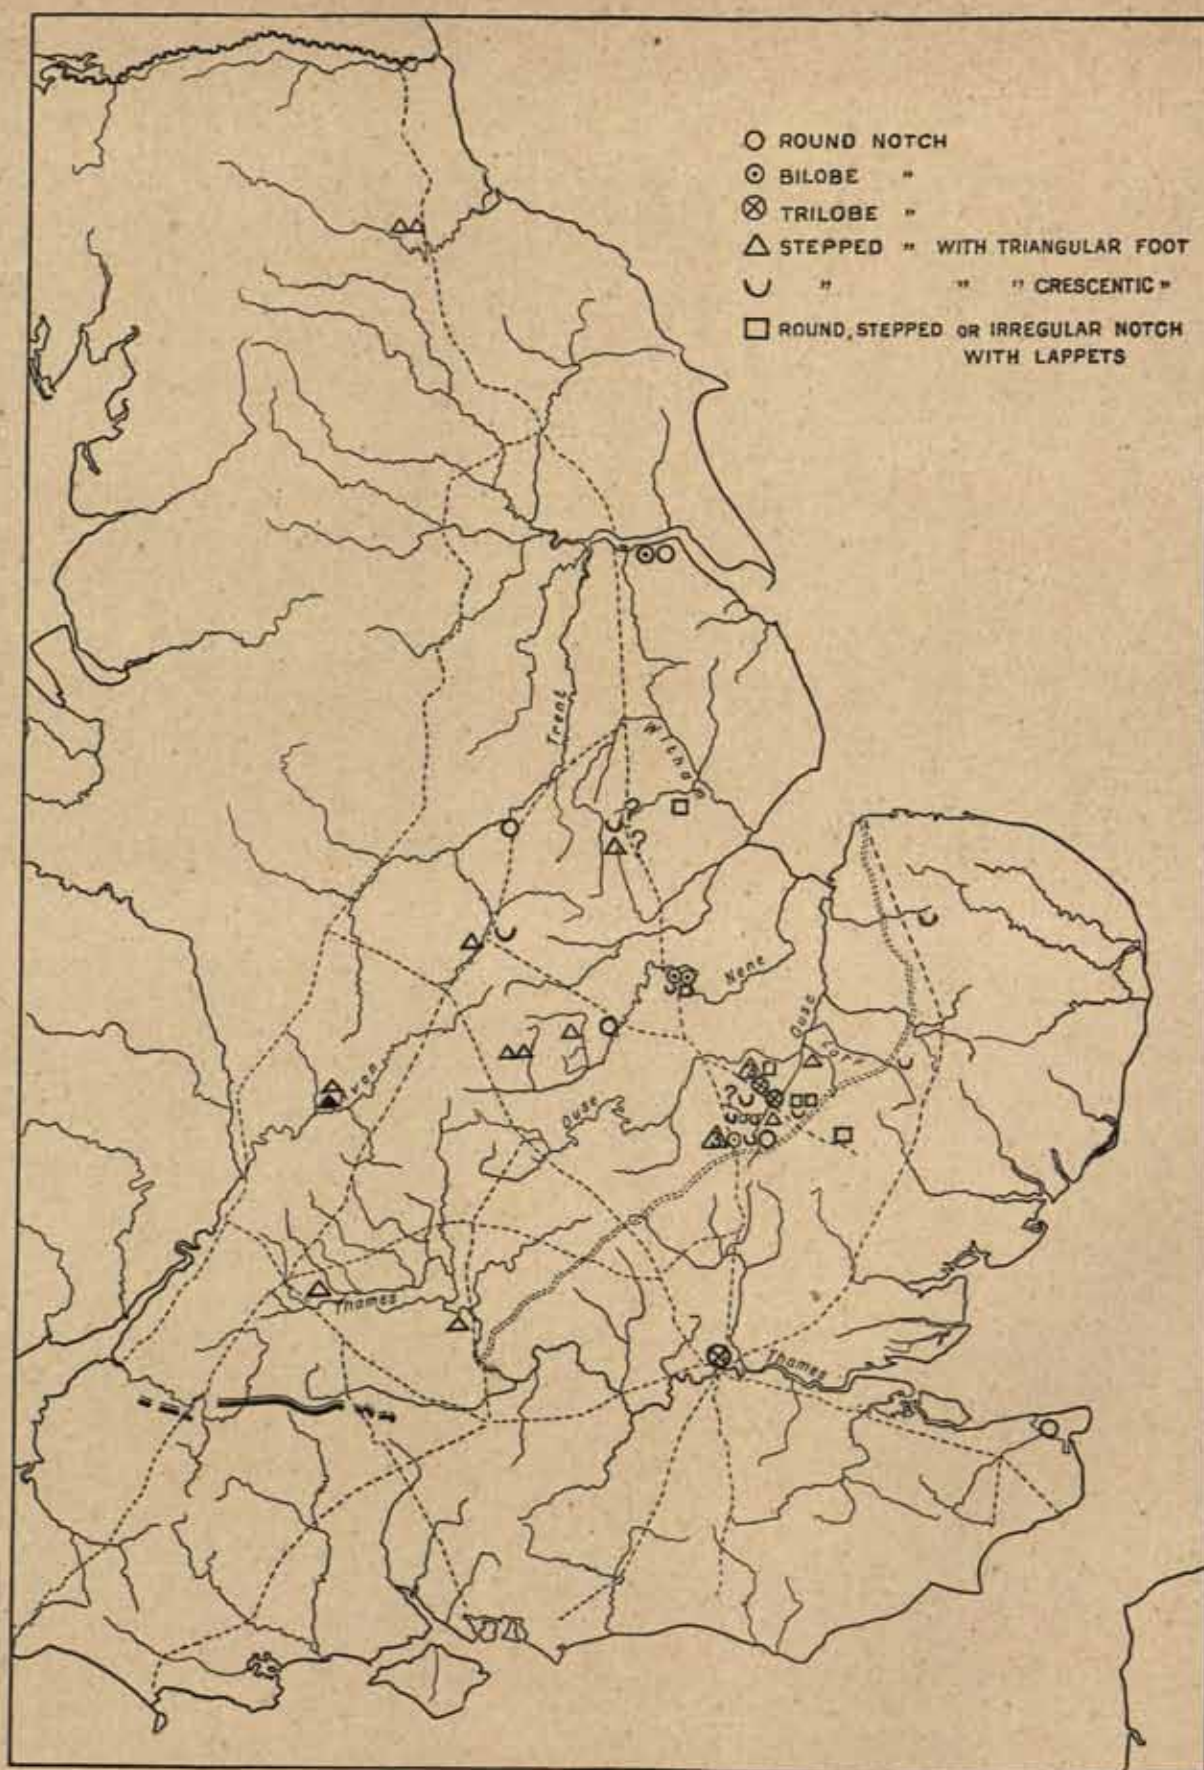 ROUND NOTCH
BILOBE "
TRILOBE "
STEPPED " WITH TRIANGULAR FOOT
" " " CRESCENTIC "
ROUND, STEPPED OR IRREGULAR NOTCH
WITH LAPPETS
Trent
Witham
?
?
Nene
Ouse
Avon
Ouse
?
3
Thames
Thames